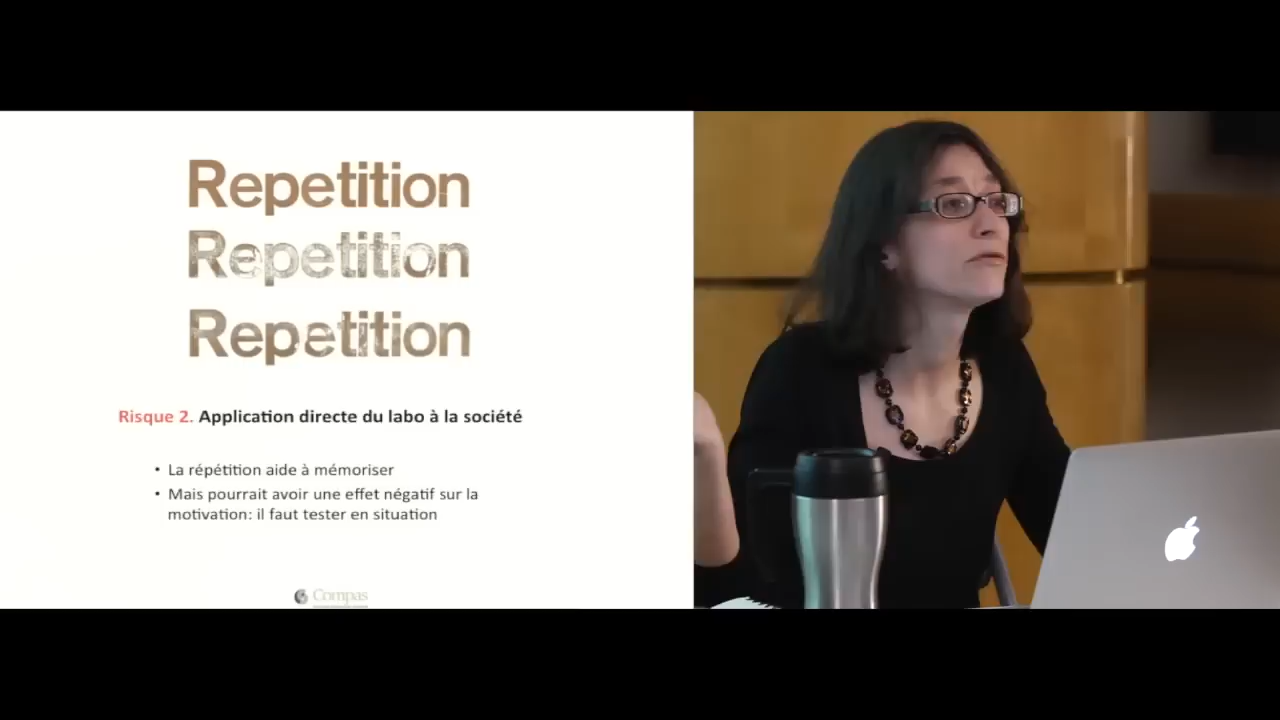 Repetition
Repetition
Repetition
Risque 2. Application directe du labo à la société
• La répétition aide à mémoriser
• Mais pourrait avoir une effet négatif sur la
motivation: il faut tester en situation
Compas